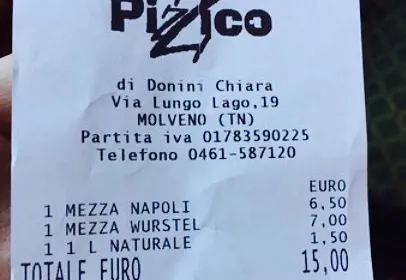 Pizzico
di Donini Chiara
Via Lungo Lago,19
MOLVENO (TN)
Partita iva 01783590225
Telefono 0461-587120
EURO
1 MEZZA NAPOLI 6,50
1 MEZZA WURSTEL 7,00
1 1 L NATURALE 1,50
TOTALE EURO 15,00